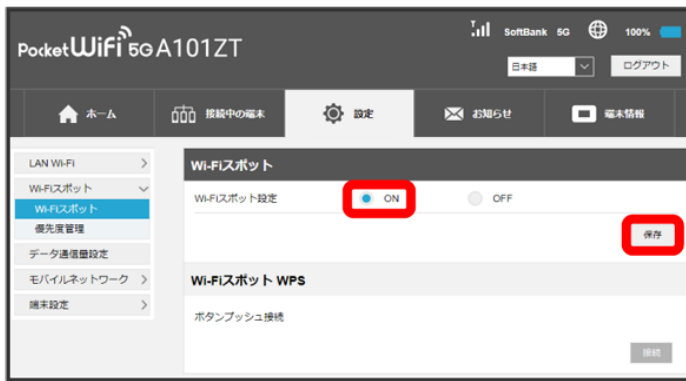 SoftBank 5G 100%
Pocket WiFi 5G A101ZT
日本語 ログアウト
ホーム 接続中の端末 設定 お知らせ 端末情報
LAN Wi-Fi
Wi-Fiスポット
Wi-Fiスポット
優先度管理
データ通信量設定
モバイルネットワーク
端末設定
Wi-Fiスポット
Wi-Fiスポット設定 ON OFF
保存
Wi-Fiスポット WPS
ボタンプッシュ接続
接続